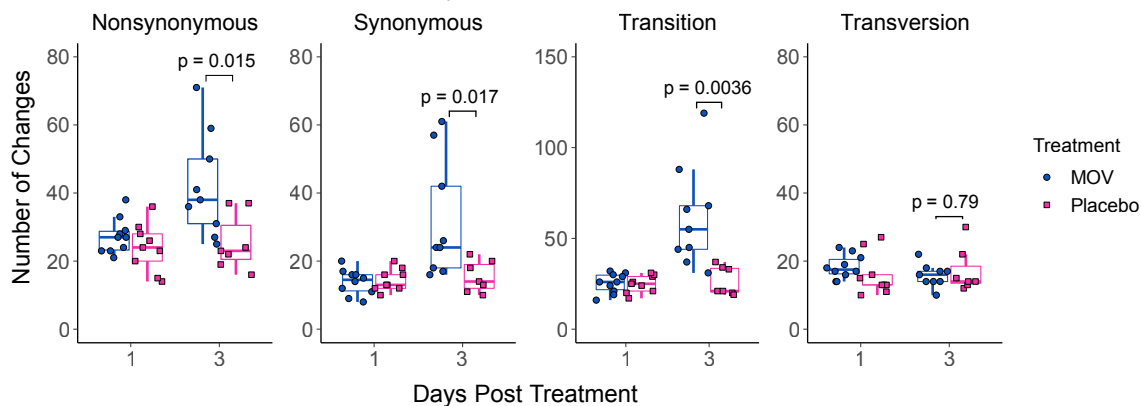 Nonsynonymous
Synonymous
Transition
Transversion
Number of Changes
80
60
40
20
0
p = 0.015
1
3
80
60
40
20
0
p = 0.017
1
3
150
100
50
0
p = 0.0036
1
3
80
60
40
20
0
p = 0.79
1
3
Days Post Treatment
Treatment
MOV
Placebo